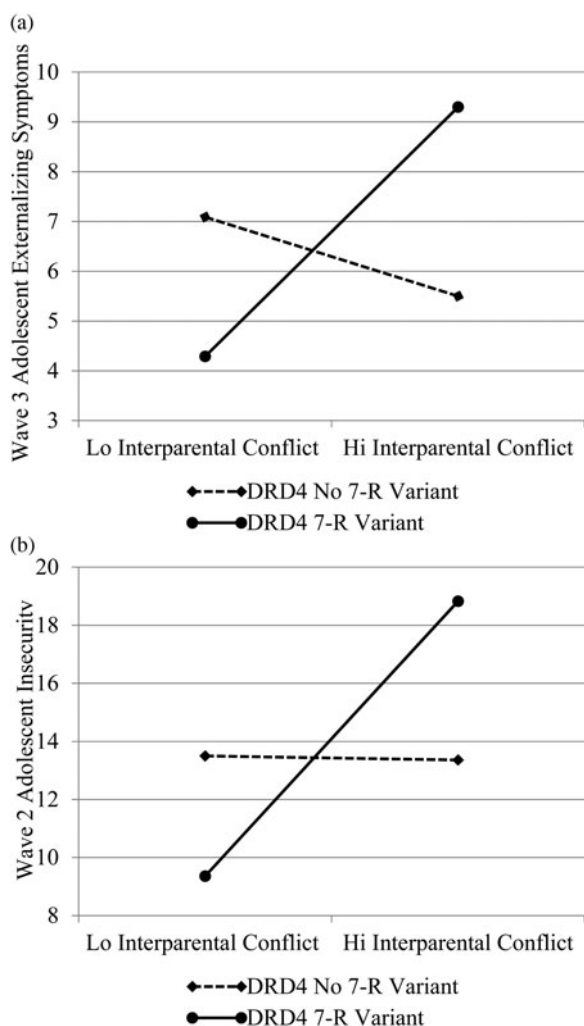 (a)
10
9
8
7
6
5
4
3
Wave 3 Adolescent Externalizing Symptoms
Lo Interparental Conflict Hi Interparental Conflict
DRD4 No 7-R Variant
DRD4 7-R Variant
(b)
20
18
16
14
12
10
8
Wave 2 Adolescent Insecurity
Lo Interparental Conflict Hi Interparental Conflict
DRD4 No 7-R Variant
DRD4 7-R Variant